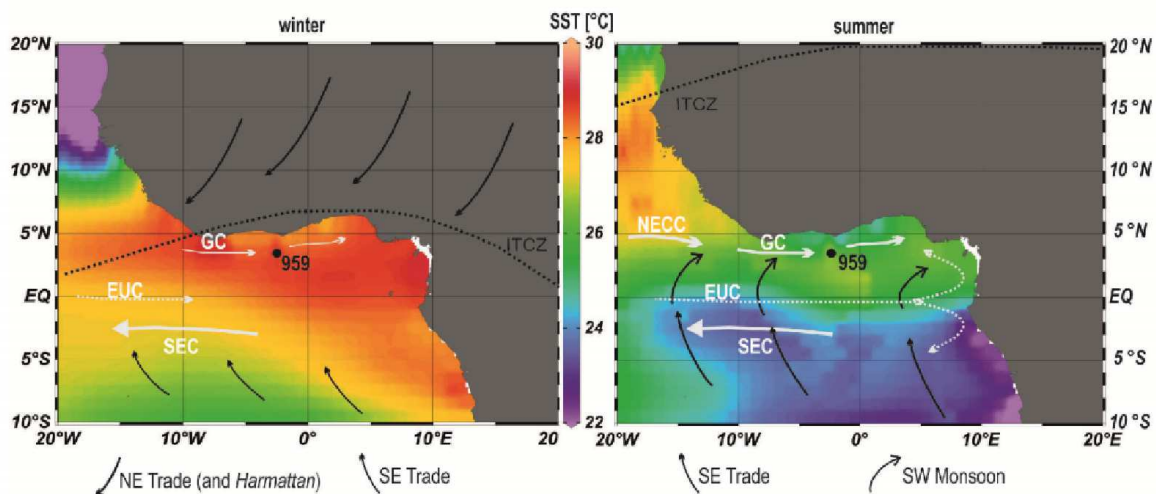 winter
SST [°C]
summer
20°N
15°N
10°N
5°N
EQ
5°S
10°S
20°W
10°W
0°
10°E
20
GC
959
ITCZ
EUC
SEC
30
28
26
24
22
ITCZ
NECC
GC
959
EUC
SEC
20°N
15°N
10°N
5°N
EQ
5°S
10°S
20°W
10°W
0°
10°E
20°E
NE Trade (and Harmattan)
SE Trade
SE Trade
SW Monsoon